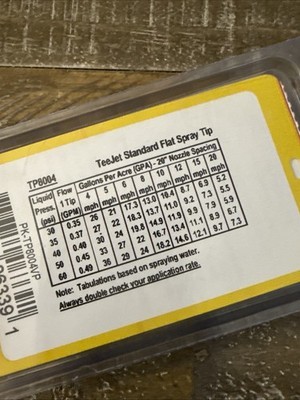 TP8004
TeeJet Standard Flat Spray Tip
Liquid Flow Gallons Per Acre (GPA) - 20" Nozzle Spacing
Press. 1 Tip 4 5 6 8 10 12 15 20
(psi) (GPM) mph mph mph mph mph mph mph mph
30 0.35 26 21 17.3 13.0 10.4 8.7 6.9 5.2
35 0.37 27 22 18.3 13.7 11.0 9.2 7.3 5.5
40 0.40 30 24 19.8 14.9 11.9 9.9 7.9 5.9
50 0.45 33 27 22 16.7 13.4 11.1 8.9 6.7
60 0.49 36 29 24 18.2 14.6 12.1 9.7 7.3
Note: Tabulations based on spraying water.
Always double check your application rate.
PK-TP8004VP
6339 1